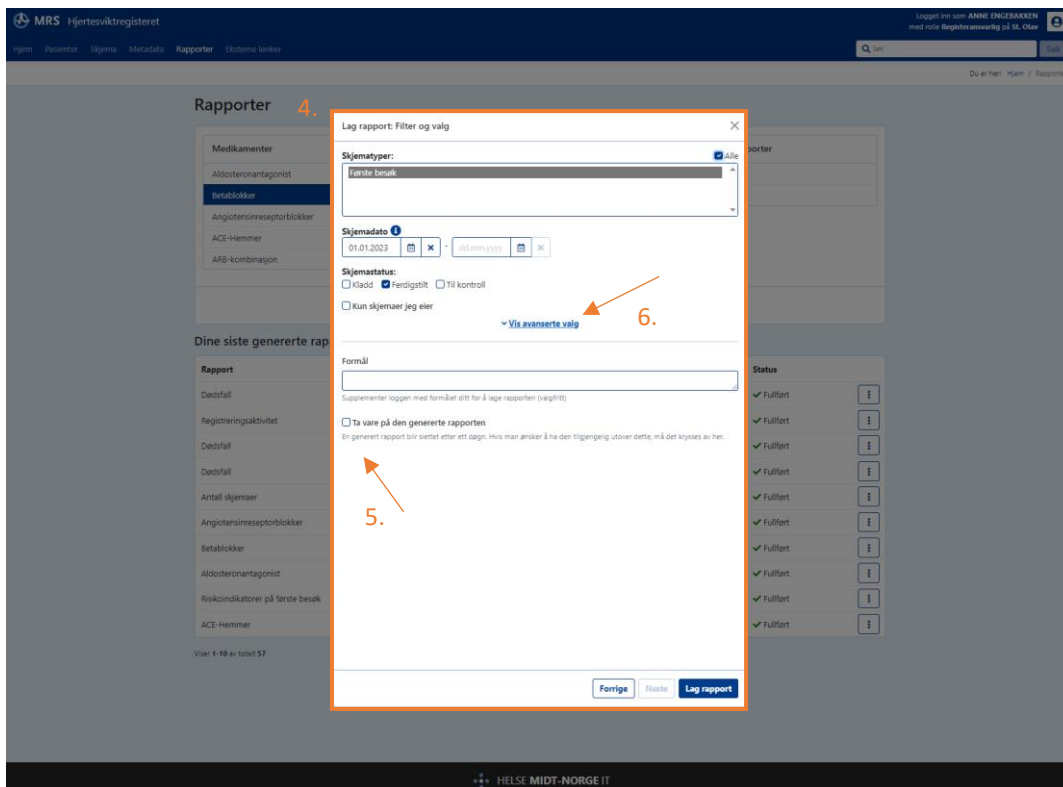 MRS Hjertesviktregisteret
Logget inn som ANNE ENGEBAKKEN
med rolle Registeransvarlig på St. Olav
Hjem Pasienter Skjema Metadata Rapporter Eksterne lenker
Søk
Søk
Du er her: Hjem / Rapporte
Rapporter
4.
Lag rapport: Filter og valg
Medikamenter
porter
Aldosteronantagonist
Betablokker
Angiotensinreseptorblokker
ACE-Hemmer
ARB-kombinasjon
Skjematyper:
Alle
Første besøk
Skjemadato
01.01.2023 - dd.mm.yyyy
Skjemastatus:
Kladd Ferdigstilt Til kontroll
Kun skjemaer jeg eier
Vis avanserte valg
6.
Formål
Supplementer loggen med formålet ditt for å lage rapporten (valgfritt)
Ta vare på den genererte rapporten
En generert rapport blir slettet etter ett døgn. Hvis man ønsker å ha den tilgjengelig utover dette, må det krysses av her.
5.
Forrige Neste Lag rapport
Dine siste genererte rap
Rapport Status
Dødsfall Fullført
Registreringsaktivitet Fullført
Dødsfall Fullført
Dødsfall Fullført
Antall skjemaer Fullført
Angiotensinreseptorblokker Fullført
Betablokker Fullført
Aldosteronantagonist Fullført
Risikoindikatorer på første besøk Fullført
ACE-Hemmer Fullført
Viser 1-10 av totalt 57
HELSE MIDT-NORGE IT